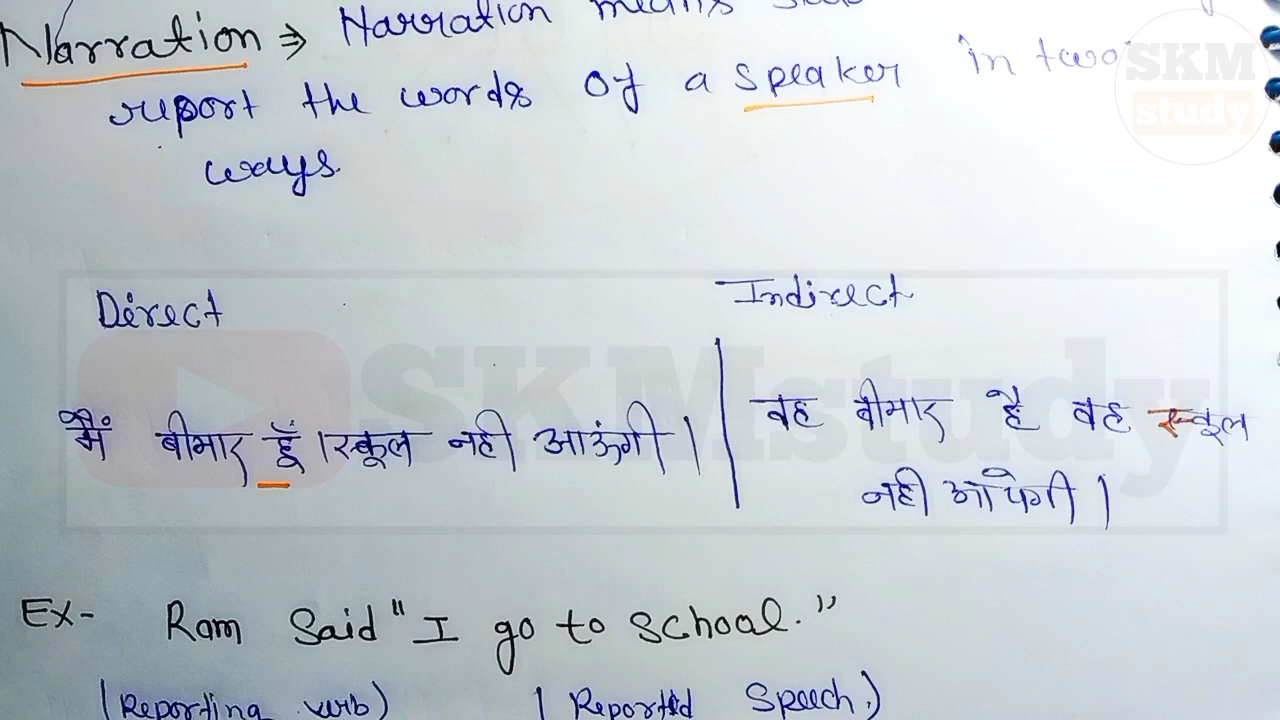 Narration ⇒ Narration means
report the words of a speaker in two
ways.
SKM
study
Direct
Indirect
SKMstudy
मैं बीमार हूँ। स्कूल नही आऊंगी।
वह बीमार है वह स्कूल
नही आयेगी।
Ex- Ram Said "I go to School."
(Reporting verb) ( Reported Speech.)